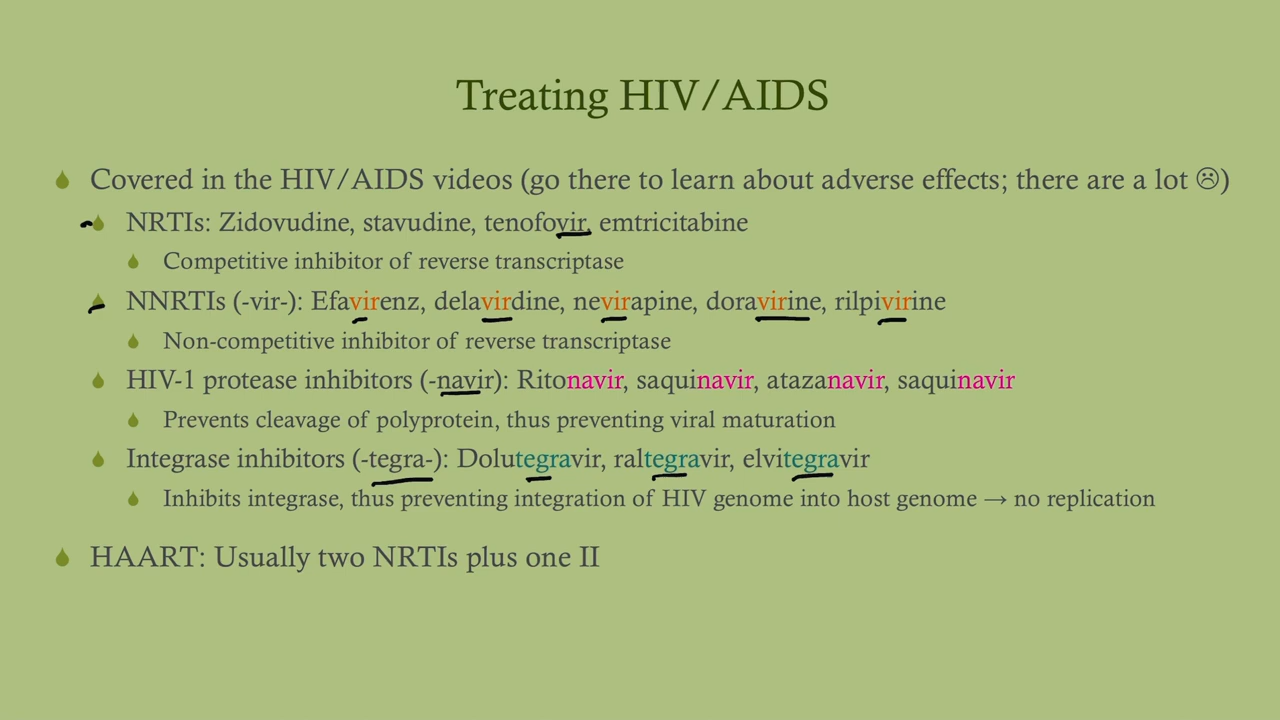 Treating HIV/AIDS
Covered in the HIV/AIDS videos (go there to learn about adverse effects; there are a lot ☹)
NRTIs: Zidovudine, stavudine, tenofovir, emtricitabine
Competitive inhibitor of reverse transcriptase
NNRTIs (-vir-): Efavirenz, delavirdine, nevirapine, doravirine, rilpivirine
Non-competitive inhibitor of reverse transcriptase
HIV-1 protease inhibitors (-navir): Ritonavir, saquinavir, atazanavir, saquinavir
Prevents cleavage of polyprotein, thus preventing viral maturation
Integrase inhibitors (-tegra-): Dolutegravir, raltegravir, elvitegravir
Inhibits integrase, thus preventing integration of HIV genome into host genome → no replication
HAART: Usually two NRTIs plus one II